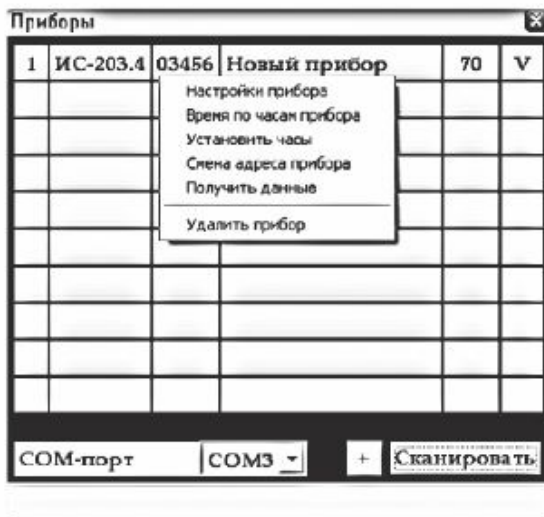 Приборы
1 ИС-203.4 03456 Новый прибор 70 V
Настройки прибора
Время по часам прибора
Установить часы
Смена адреса прибора
Получить данные
Удалить прибор
COM-порт COM3 + Сканировать